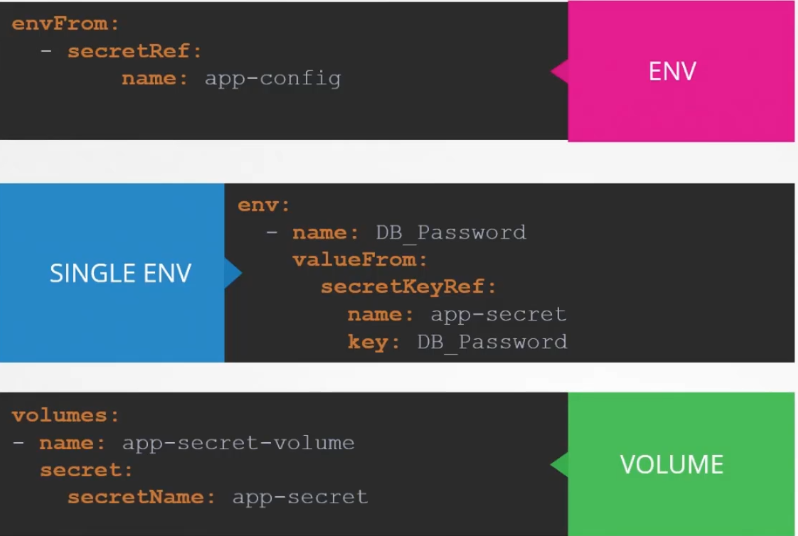 envFrom:
  - secretRef:
        name: app-config
ENV
SINGLE ENV
env:
  - name: DB_Password
    valueFrom:
      secretKeyRef:
        name: app-secret
        key: DB_Password
volumes:
- name: app-secret-volume
  secret:
    secretName: app-secret
VOLUME